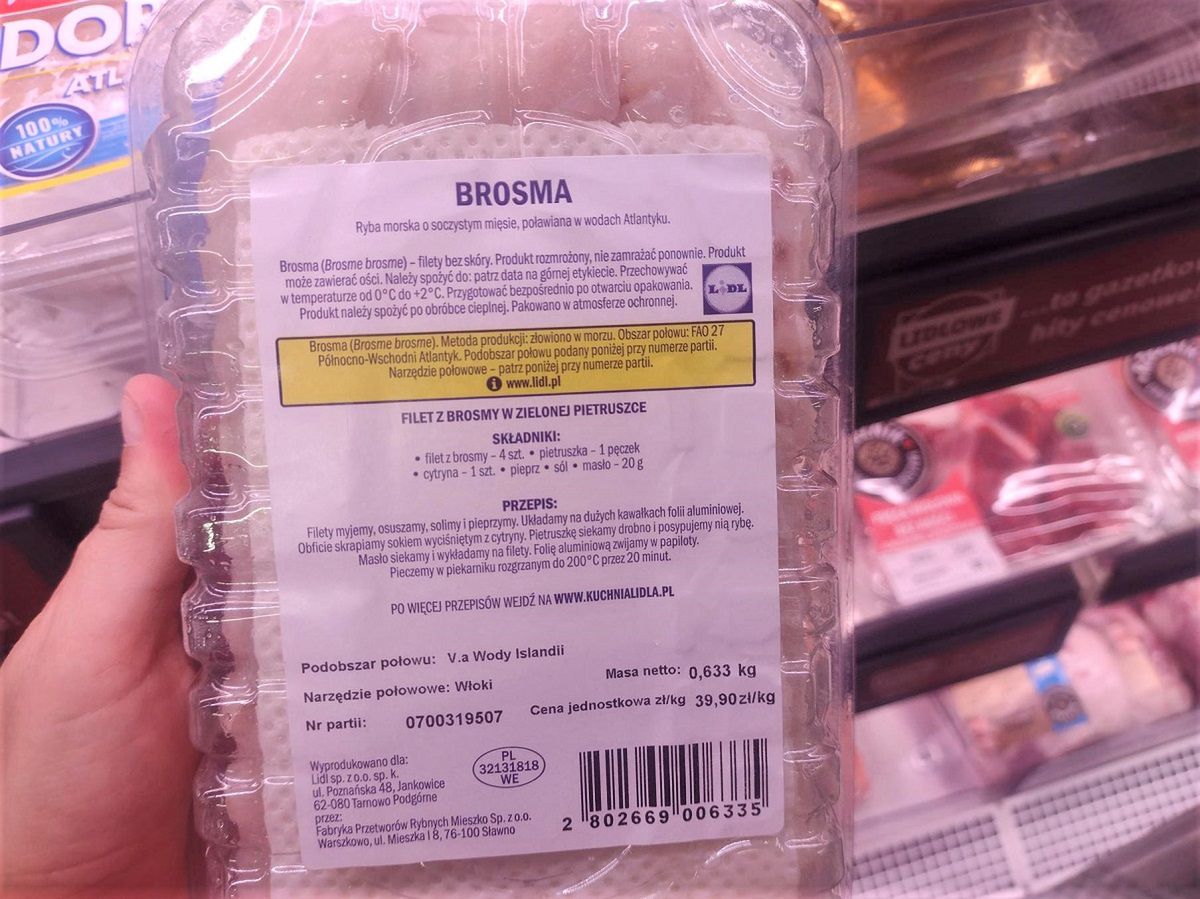 DOR
ATL
100%
NATURY
BROSMA
Ryba morska o soczystym mięsie, poławiana w wodach Atlantyku.
Brosma (Brosme brosme) – filety bez skóry. Produkt rozmrożony, nie zamrażać ponownie. Produkt
może zawierać ości. Należy spożyć do: patrz data na górnej etykiecie. Przechowywać
w temperaturze od 0°C do +2°C. Przygotować bezpośrednio po otwarciu opakowania.
Produkt należy spożyć po obróbce cieplnej. Pakowano w atmosferze ochronnej.
LIDL
Brosma (Brosme brosme). Metoda produkcji: złowiono w morzu. Obszar połowu: FAO 27
Północno-Wschodni Atlantyk. Podobszar połowu podany poniżej przy numerze partii.
Narzędzie połowowe – patrz poniżej przy numerze partii.
i www.lidl.pl
FILET Z BROSMY W ZIELONEJ PIETRUSZCE
SKŁADNIKI:
• filet z brosmy – 4 szt. • pietruszka – 1 pęczek
• cytryna – 1 szt. • pieprz • sól • masło – 20 g
PRZEPIS:
Filety myjemy, osuszamy, solimy i pieprzymy. Układamy na dużych kawałkach folii aluminiowej.
Obficie skrapiamy sokiem wyciśniętym z cytryny. Pietruszkę siekamy drobno i posypujemy nią rybę.
Masło siekamy i wykładamy na filety. Folię aluminiową zwijamy w papiloty.
Pieczemy w piekarniku rozgrzanym do 200°C przez 20 minut.
PO WIĘCEJ PRZEPISÓW WEJDŹ NA WWW.KUCHNIALIDLA.PL
Podobszar połowu: V.a Wody Islandii
Masa netto: 0,633 kg
Narzędzie połowowe: Włoki
Cena jednostkowa zł/kg 39,90zł/kg
Nr partii: 0700319507
Wyprodukowano dla:
Lidl sp. z o.o. sp. k.
ul. Poznańska 48, Jankowice
62-080 Tarnowo Podgórne
przez:
Fabryka Przetworów Rybnych Mieszko Sp. z o.o.
Warszkowo, ul. Mieszka I 8, 76-100 Sławno
PL
32131818
WE
2 802669 006335
LIDLOWE
CENY